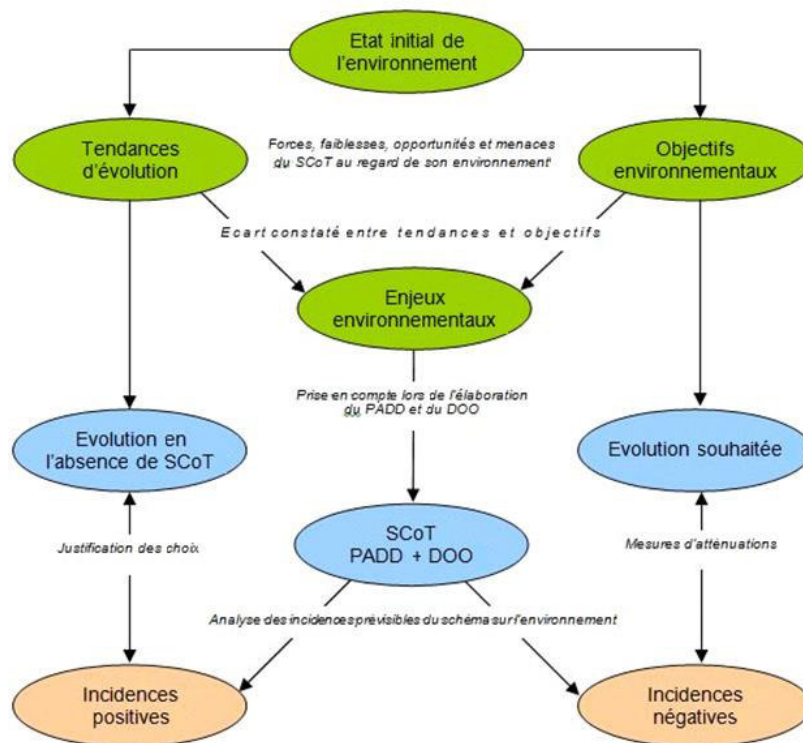 Etat initial de
l'environnement
Tendances
d'évolution
Forces, faiblesses, opportunités et menaces
du SCoT au regard de son environnement
Objectifs
environnementaux
Ecart constaté entre tendances et objectifs
Enjeux
environnementaux
Prise en compte lors de l'élaboration
du PADD et du DOO
Evolution en
l'absence de SCoT
Evolution souhaitée
SCoT
PADD + DOO
Justification des choix
Mesures d'atténuations
Analyse des incidences prévisibles du schéma sur l'environnement
Incidences
positives
Incidences
négatives